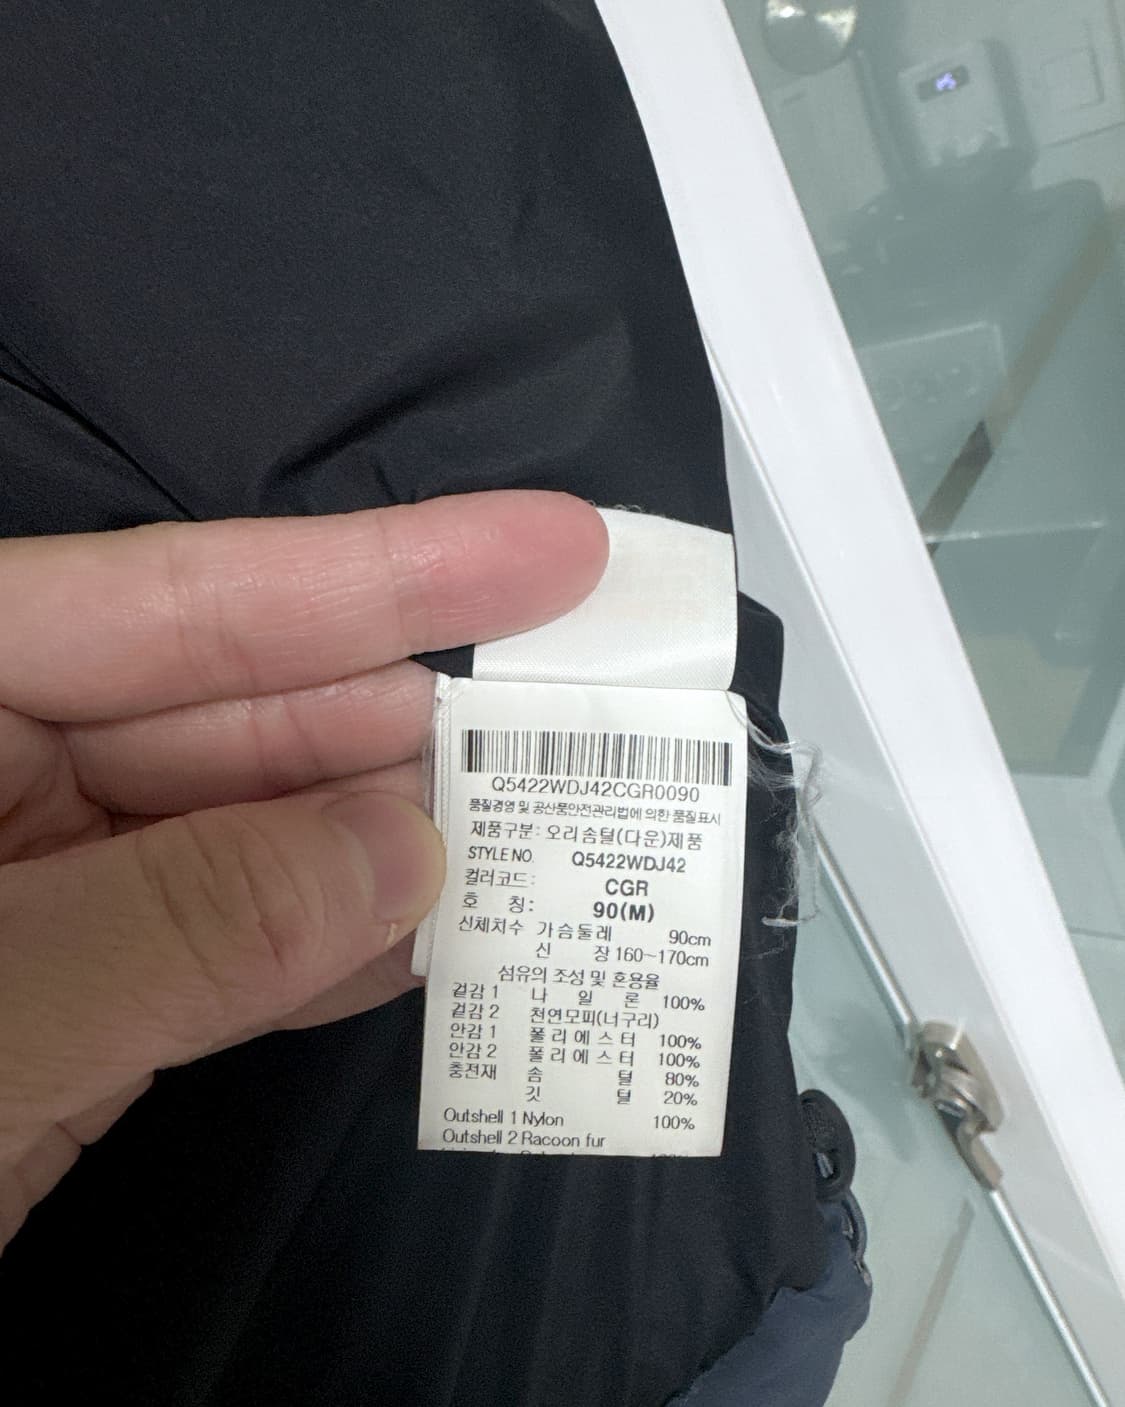 Q5422WDJ42CGR0090
품질경영 및 공산품안전관리법에 의한 품질표시
제품구분: 오리솜털(다운)제품
STYLE NO. Q5422WDJ42
컬러코드: CGR
호 칭: 90(M)
신체치수 가슴둘레 90cm
신 장 160~170cm
섬유의 조성 및 혼용율
겉감 1 나 일 론 100%
겉감 2 천연모피(너구리)
안감 1 폴리에스터 100%
안감 2 폴리에스터 100%
충전재 솜 털 80%
깃 털 20%
Outshell 1 Nylon 100%
Outshell 2 Racoon fur